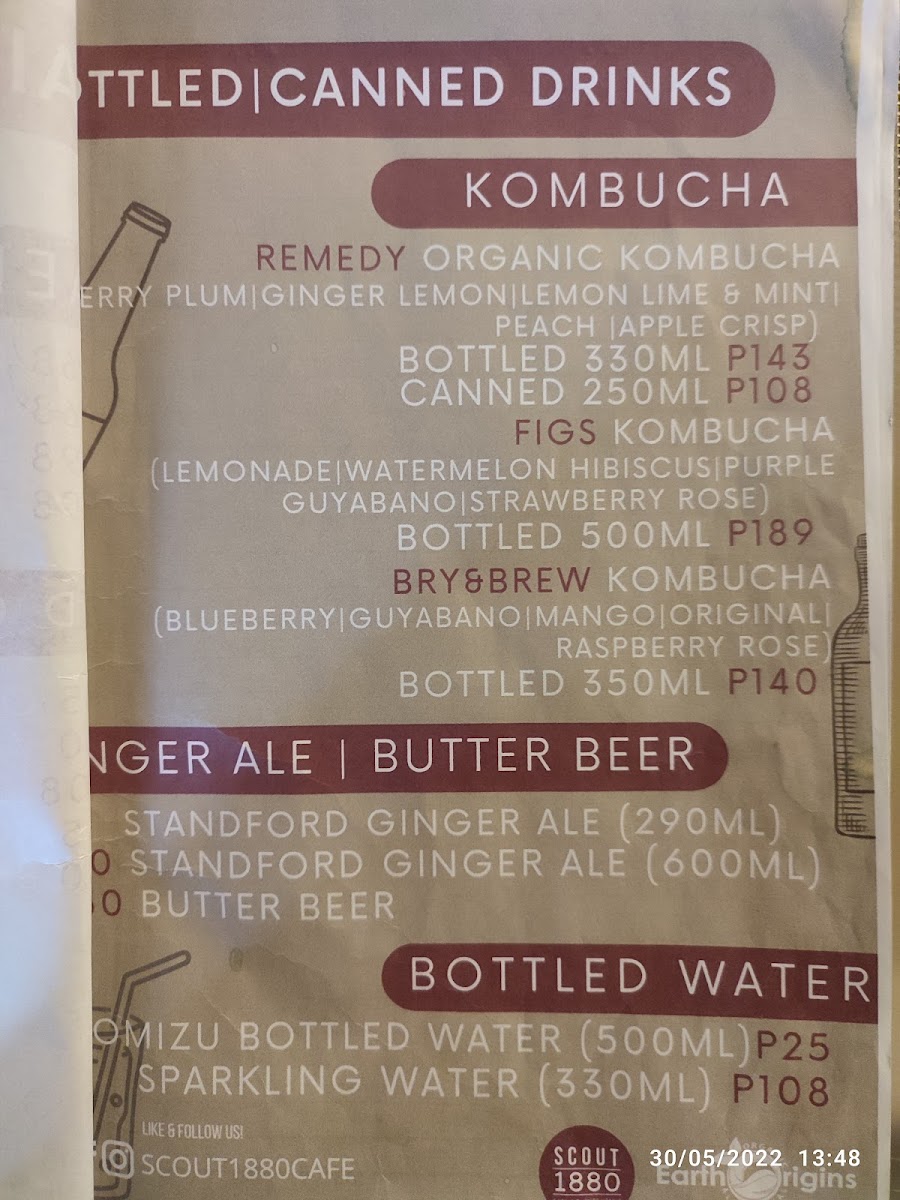 OTTLED|CANNED DRINKS
KOMBUCHA
REMEDY ORGANIC KOMBUCHA
ERRY PLUM|GINGER LEMON|LEMON LIME & MINT|
PEACH |APPLE CRISP)
BOTTLED 330ML P143
CANNED 250ML P108
FIGS KOMBUCHA
(LEMONADE|WATERMELON HIBISCUS|PURPLE
GUYABANO|STRAWBERRY ROSE)
BOTTLED 500ML P189
BRY&BREW KOMBUCHA
(BLUEBERRY|GUYABANO|MANGO|ORIGINAL|
RASPBERRY ROSE)
BOTTLED 350ML P140
NGER ALE | BUTTER BEER
STANDFORD GINGER ALE (290ML)
0 STANDFORD GINGER ALE (600ML)
0 BUTTER BEER
BOTTLED WATER
OMIZU BOTTLED WATER (500ML) P25
SPARKLING WATER (330ML) P108
LIKE & FOLLOW US!
SCOUT1880CAFE
SCOUT
1880
Earth Origins
30/05/2022 13:48